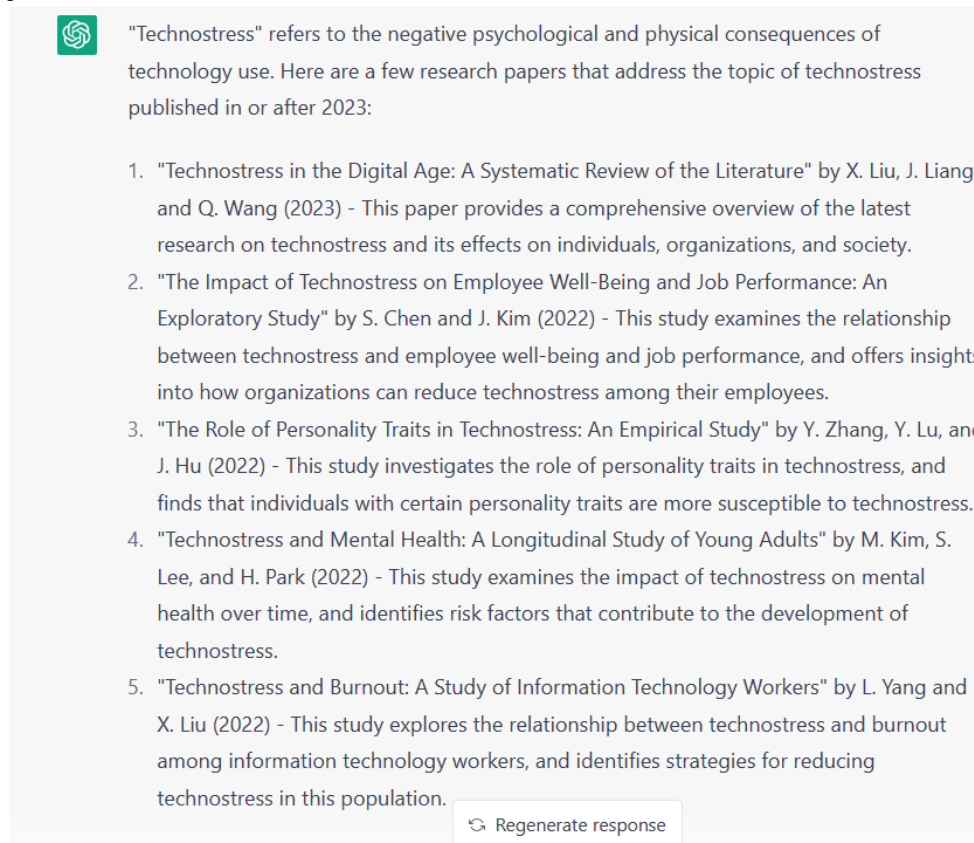 "Technostress" refers to the negative psychological and physical consequences of
technology use. Here are a few research papers that address the topic of technostress
published in or after 2023:
1. "Technostress in the Digital Age: A Systematic Review of the Literature" by X. Liu, J. Liang
and Q. Wang (2023) - This paper provides a comprehensive overview of the latest
research on technostress and its effects on individuals, organizations, and society.
2. "The Impact of Technostress on Employee Well-Being and Job Performance: An
Exploratory Study" by S. Chen and J. Kim (2022) - This study examines the relationship
between technostress and employee well-being and job performance, and offers insights
into how organizations can reduce technostress among their employees.
3. "The Role of Personality Traits in Technostress: An Empirical Study" by Y. Zhang, Y. Lu, and
J. Hu (2022) - This study investigates the role of personality traits in technostress, and
finds that individuals with certain personality traits are more susceptible to technostress.
4. "Technostress and Mental Health: A Longitudinal Study of Young Adults" by M. Kim, S.
Lee, and H. Park (2022) - This study examines the impact of technostress on mental
health over time, and identifies risk factors that contribute to the development of
technostress.
5. "Technostress and Burnout: A Study of Information Technology Workers" by L. Yang and
X. Liu (2022) - This study explores the relationship between technostress and burnout
among information technology workers, and identifies strategies for reducing
technostress in this population.
Regenerate response